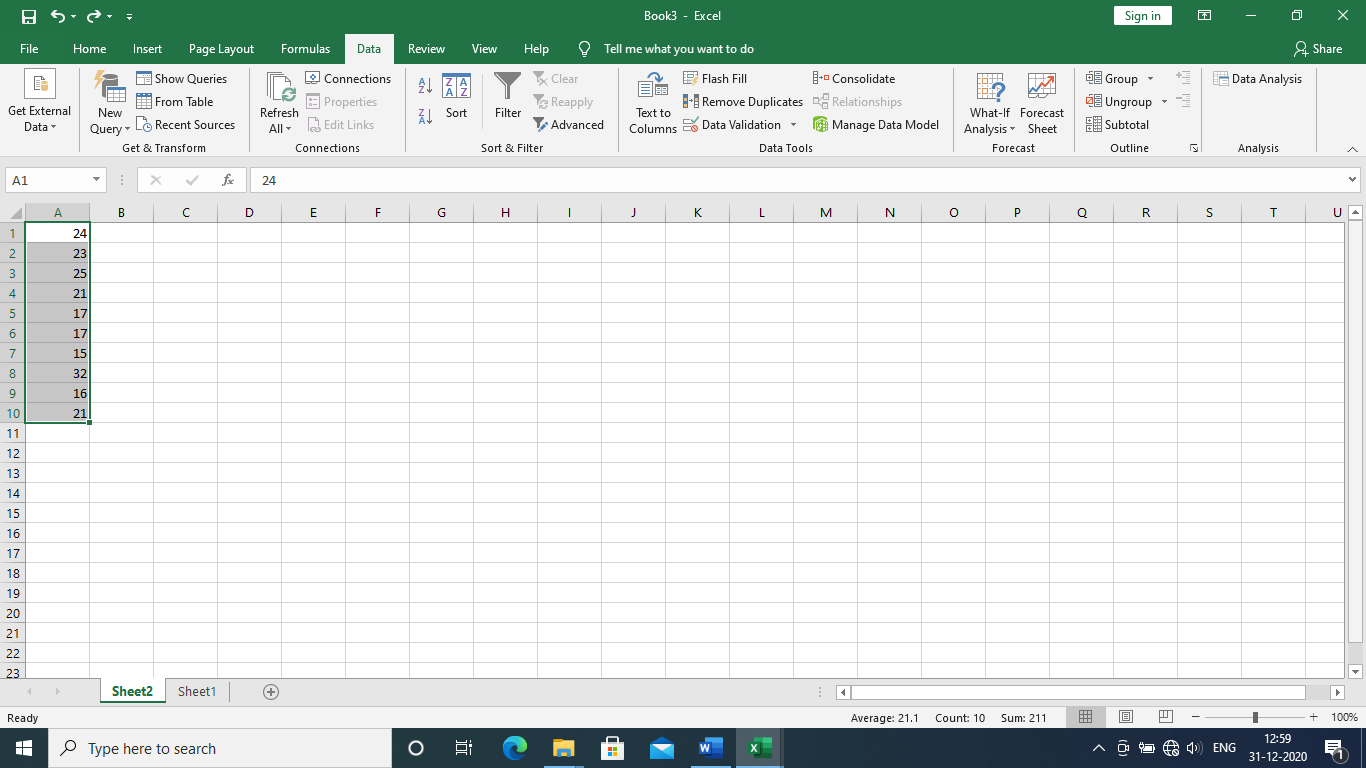 Book3 - Excel
Sign in
File Home Insert Page Layout Formulas Data Review View Help Tell me what you want to do Share
Get External Data
New Query
Show Queries
From Table
Recent Sources
Get & Transform
Refresh All
Connections
Properties
Edit Links
Connections
Sort
Filter
Clear
Reapply
Advanced
Sort & Filter
Text to Columns
Flash Fill
Remove Duplicates
Data Validation
Consolidate
Relationships
Manage Data Model
Data Tools
What-If Analysis
Forecast Sheet
Forecast
Group
Ungroup
Subtotal
Outline
Data Analysis
Analysis
A1 fx 24
A B C D E F G H I J K L M N O P Q R S T U
1 24
2 23
3 25
4 21
5 17
6 17
7 15
8 32
9 16
10 21
11
12
13
14
15
16
17
18
19
20
21
22
23
Sheet2 Sheet1
Ready Average: 21.1 Count: 10 Sum: 211 100%
Type here to search
ENG 12:59
31-12-2020
1